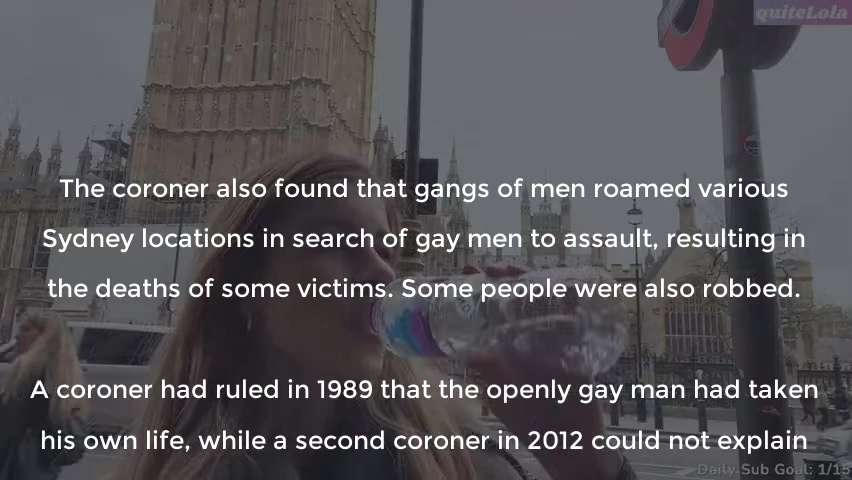 quiteLola
The coroner also found that gangs of men roamed various
Sydney locations in search of gay men to assault, resulting in
the deaths of some victims. Some people were also robbed.
A coroner had ruled in 1989 that the openly gay man had taken
his own life, while a second coroner in 2012 could not explain
Daily Sub Goal: 1/15